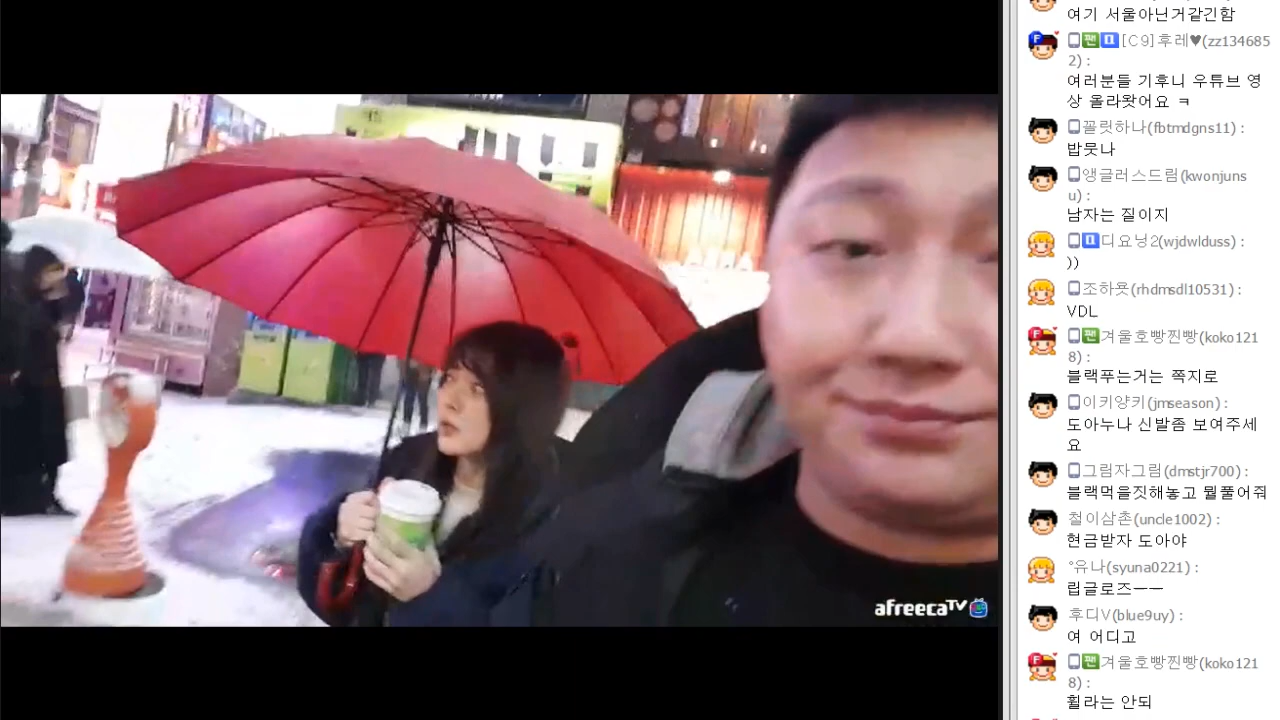 여기 서울아닌거같긴함
팬 [C9]후레♥(zz134685
2) :
여러분들 기후니 우튜브 영
상 올라왓어요 ㅋ
꼴릿하나(fbtmdgns11) :
밥뭇나
앵글러스드림(kwonjuns
u) :
남자는 질이지
디요닝2(wjdwlduss) :
))
조하욧(rhdmsdl10531) :
VDL
팬 겨울호빵찐빵(koko121
8) :
블랙푸는거는 쪽지로
이키양키(jmseason) :
도아누나 신발좀 보여주세
요
그림자그림(dmstjr700) :
블랙먹을짓해놓고 뭘풀어줘
철이삼촌(uncle1002) :
현금받자 도아야
°유나(syuna0221) :
립글로즈ㅡㅡ
afreecaTV
후디V(blue9uy) :
여 어디고
팬 겨울호빵찐빵(koko121
8) :
휠라는 안되